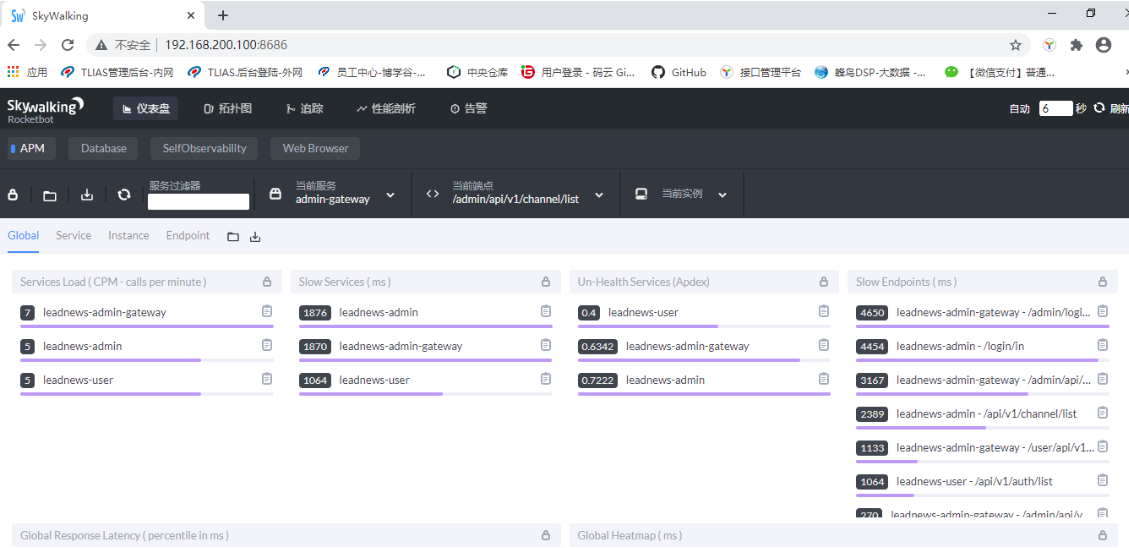 SkyWalking
不安全 192.168.200.100:8686
应用 TLIAS管理后台-内网 TLIAS.后台登陆-外网 员工中心-博学谷-... 中央仓库 用户登录 - 码云 Gi... GitHub 接口管理平台 蜂鸟DSP-大数据 -... 【微信支付】普通...
Skywalking
Rocketbot
仪表盘 拓扑图 追踪 性能剖析 告警 自动 6 秒 刷新
APM Database SelfObservability Web Browser
服务过滤器 当前服务 当前端点 当前实例
admin-gateway /admin/api/v1/channel/list
Global Service Instance Endpoint
Services Load ( CPM - calls per minute ) Slow Services ( ms ) Un-Health Services (Apdex) Slow Endpoints ( ms )
7 leadnews-admin-gateway 1876 leadnews-admin 0.4 leadnews-user 4650 leadnews-admin-gateway - /admin/logi...
5 leadnews-admin 1870 leadnews-admin-gateway 0.6342 leadnews-admin-gateway 4454 leadnews-admin - /login/in
5 leadnews-user 1064 leadnews-user 0.7222 leadnews-admin 3167 leadnews-admin-gateway - /admin/api/...
2389 leadnews-admin - /api/v1/channel/list
1133 leadnews-admin-gateway - /user/api/v1...
1064 leadnews-user - /api/v1/auth/list
270 leadnews-admin-gateway - /admin/api/v
Global Response Latency ( percentile in ms ) Global Heatmap ( ms )